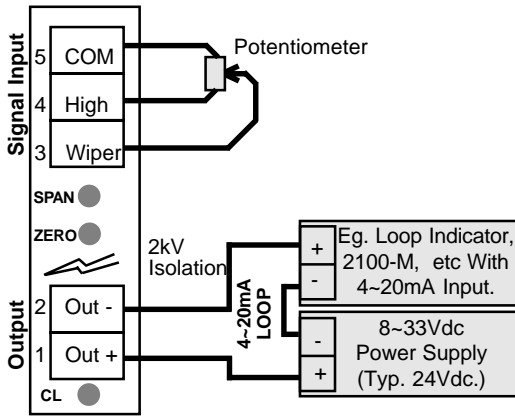 Signal Input
5 COM
4 High
3 Wiper
Potentiometer
SPAN
ZERO
2kV
Isolation
Output
2 Out -
1 Out +
CL
4~20mA
LOOP
+
-
Eg. Loop Indicator,
2100-M, etc With
4~20mA Input.
-
+
8~33Vdc
Power Supply
(Typ. 24Vdc.)